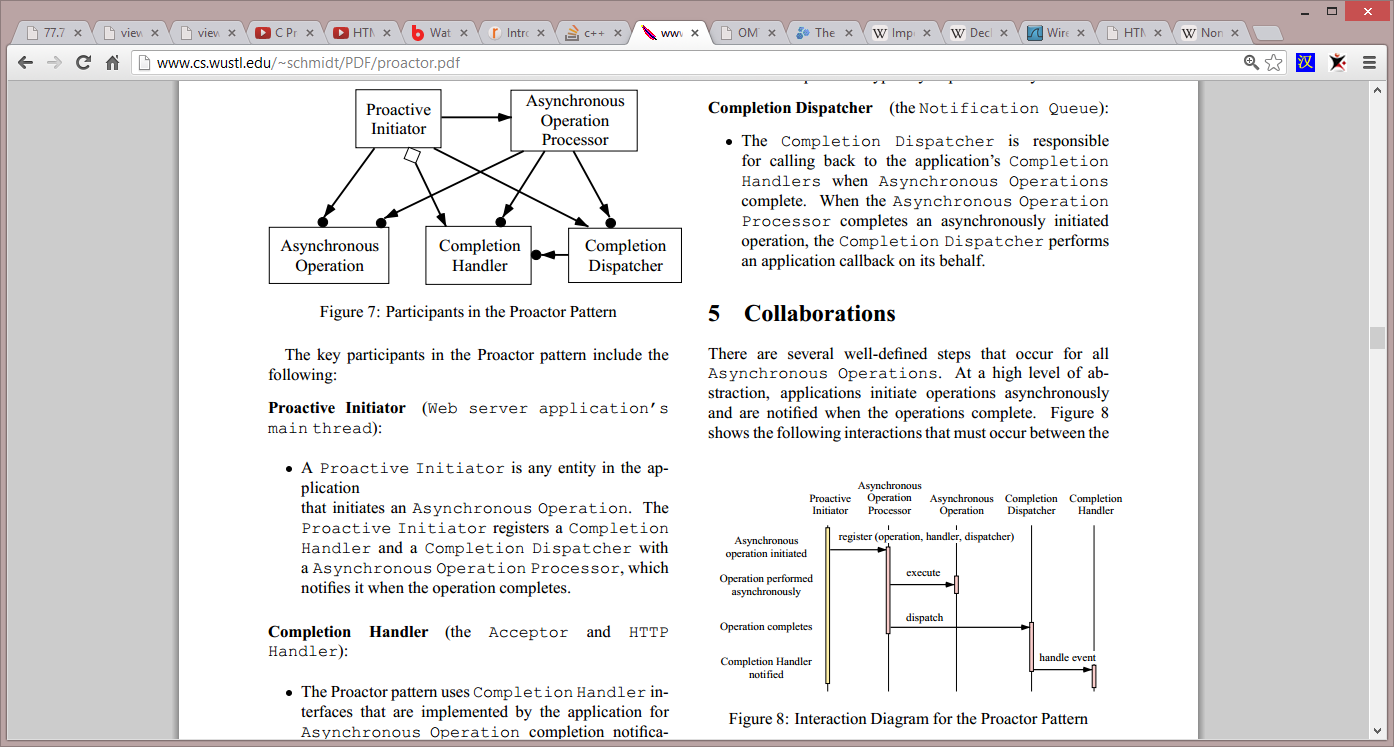 77.7
view
view
C Pr
HTM
Wat
Intro
c++
www
OMT
The
Imp
Decl
Wire
HTM
Nor
www.cs.wustl.edu/~schmidt/PDF/proactor.pdf
汉
Proactive
Initiator
Asynchronous
Operation
Processor
Asynchronous
Operation
Completion
Handler
Completion
Dispatcher
Figure 7: Participants in the Proactor Pattern
The key participants in the Proactor pattern include the
following:
Proactive Initiator (Web server application's
main thread):
• A Proactive Initiator is any entity in the ap-
plication
that initiates an Asynchronous Operation. The
Proactive Initiator registers a Completion
Handler and a Completion Dispatcher with
a Asynchronous Operation Processor, which
notifies it when the operation completes.
Completion Handler (the Acceptor and HTTP
Handler):
• The Proactor pattern uses Completion Handler in-
terfaces that are implemented by the application for
Asynchronous Operation completion notifica-
Completion Dispatcher (the Notification Queue):
• The Completion Dispatcher is responsible
for calling back to the application's Completion
Handlers when Asynchronous Operations
complete. When the Asynchronous Operation
Processor completes an asynchronously initiated
operation, the Completion Dispatcher performs
an application callback on its behalf.
5 Collaborations
There are several well-defined steps that occur for all
Asynchronous Operations. At a high level of ab-
straction, applications initiate operations asynchronously
and are notified when the operations complete. Figure 8
shows the following interactions that must occur between the
Proactive
Initiator
Asynchronous
Operation
Processor
Asynchronous
Operation
Completion
Dispatcher
Completion
Handler
Asynchronous
operation initiated
register (operation, handler, dispatcher)
Operation performed
asynchronously
execute
Operation completes
dispatch
Completion Handler
notified
handle event
Figure 8: Interaction Diagram for the Proactor Pattern